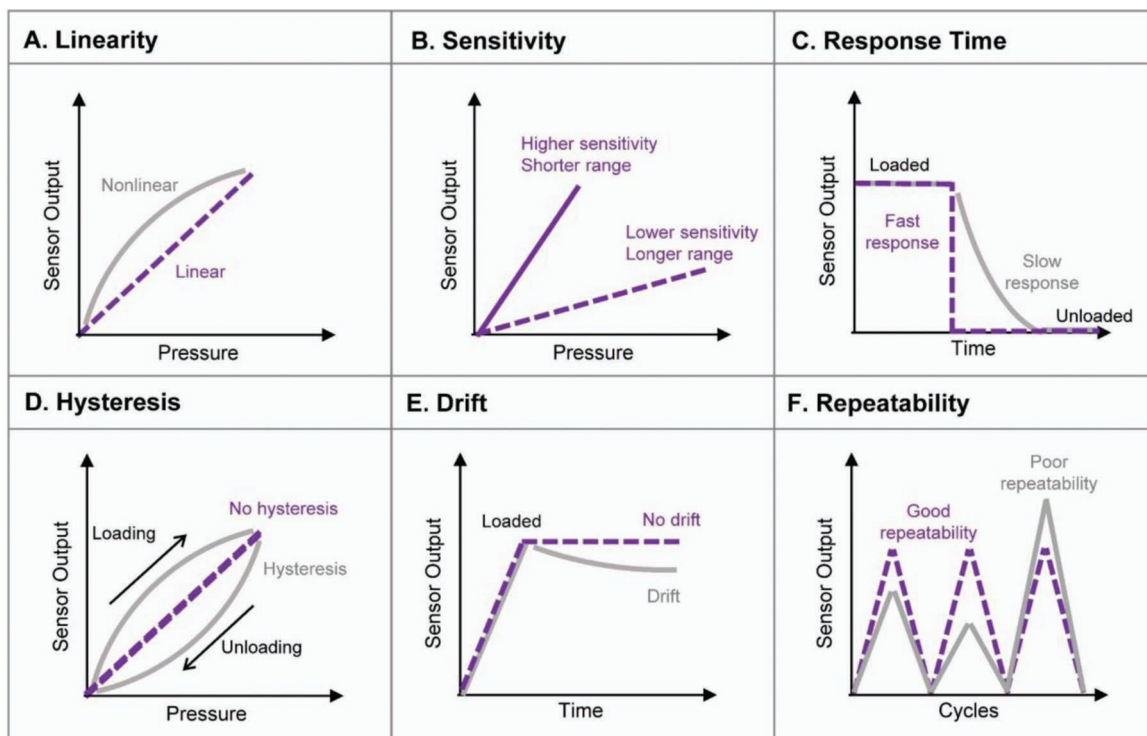 A. Linearity
Sensor Output
Nonlinear
Linear
Pressure
B. Sensitivity
Sensor Output
Higher sensitivity
Shorter range
Lower sensitivity
Longer range
Pressure
C. Response Time
Sensor Output
Loaded
Fast
response
Slow
response
Unloaded
Time
D. Hysteresis
Sensor Output
Loading
No hysteresis
Hysteresis
Unloading
Pressure
E. Drift
Sensor Output
Loaded
No drift
Drift
Time
F. Repeatability
Sensor Output
Poor
repeatability
Good
repeatability
Cycles